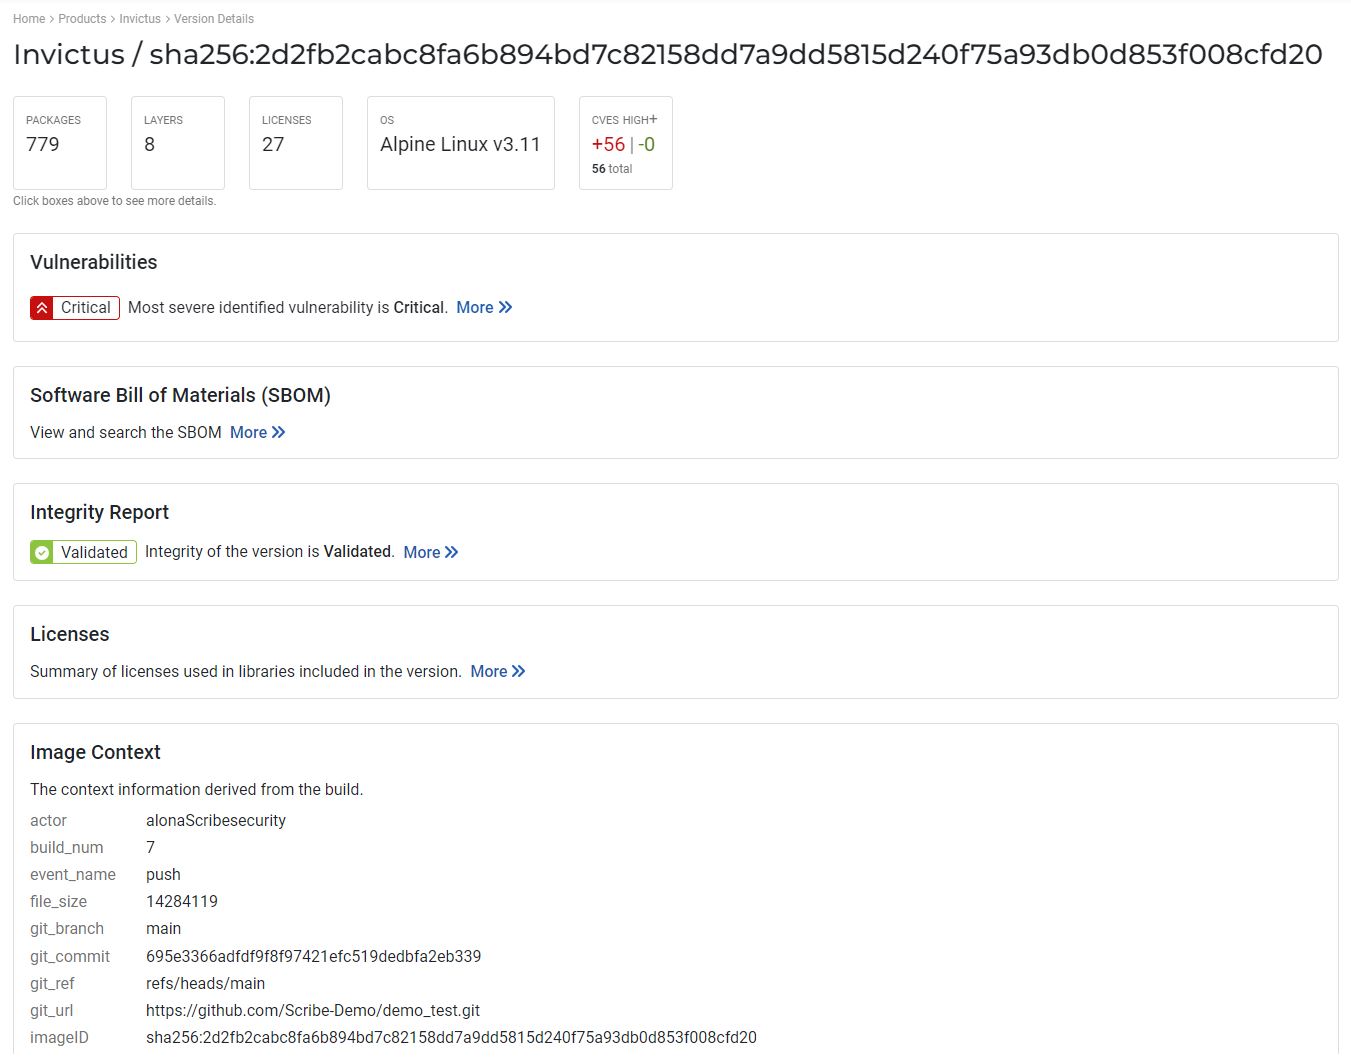 Home > Products > Invictus > Version Details
Invictus / sha256:2d2fb2cabc8fa6b894bd7c82158dd7a9dd5815d240f75a93db0d853f008cfd20
PACKAGES LAYERS LICENSES OS CVES HIGH+
779 8 27 Alpine Linux v3.11 +56 | -0
56 total
Click boxes above to see more details.
Vulnerabilities
Critical Most severe identified vulnerability is Critical. More
Software Bill of Materials (SBOM)
View and search the SBOM More
Integrity Report
Validated Integrity of the version is Validated. More
Licenses
Summary of licenses used in libraries included in the version. More
Image Context
The context information derived from the build.
actor alonaScribesecurity
build_num 7
event_name push
file_size 14284119
git_branch main
git_commit 695e3366adfdf9f8f97421efc519dedbfa2eb339
git_ref refs/heads/main
git_url https://github.com/Scribe-Demo/demo_test.git
imageID sha256:2d2fb2cabc8fa6b894bd7c82158dd7a9dd5815d240f75a93db0d853f008cfd20